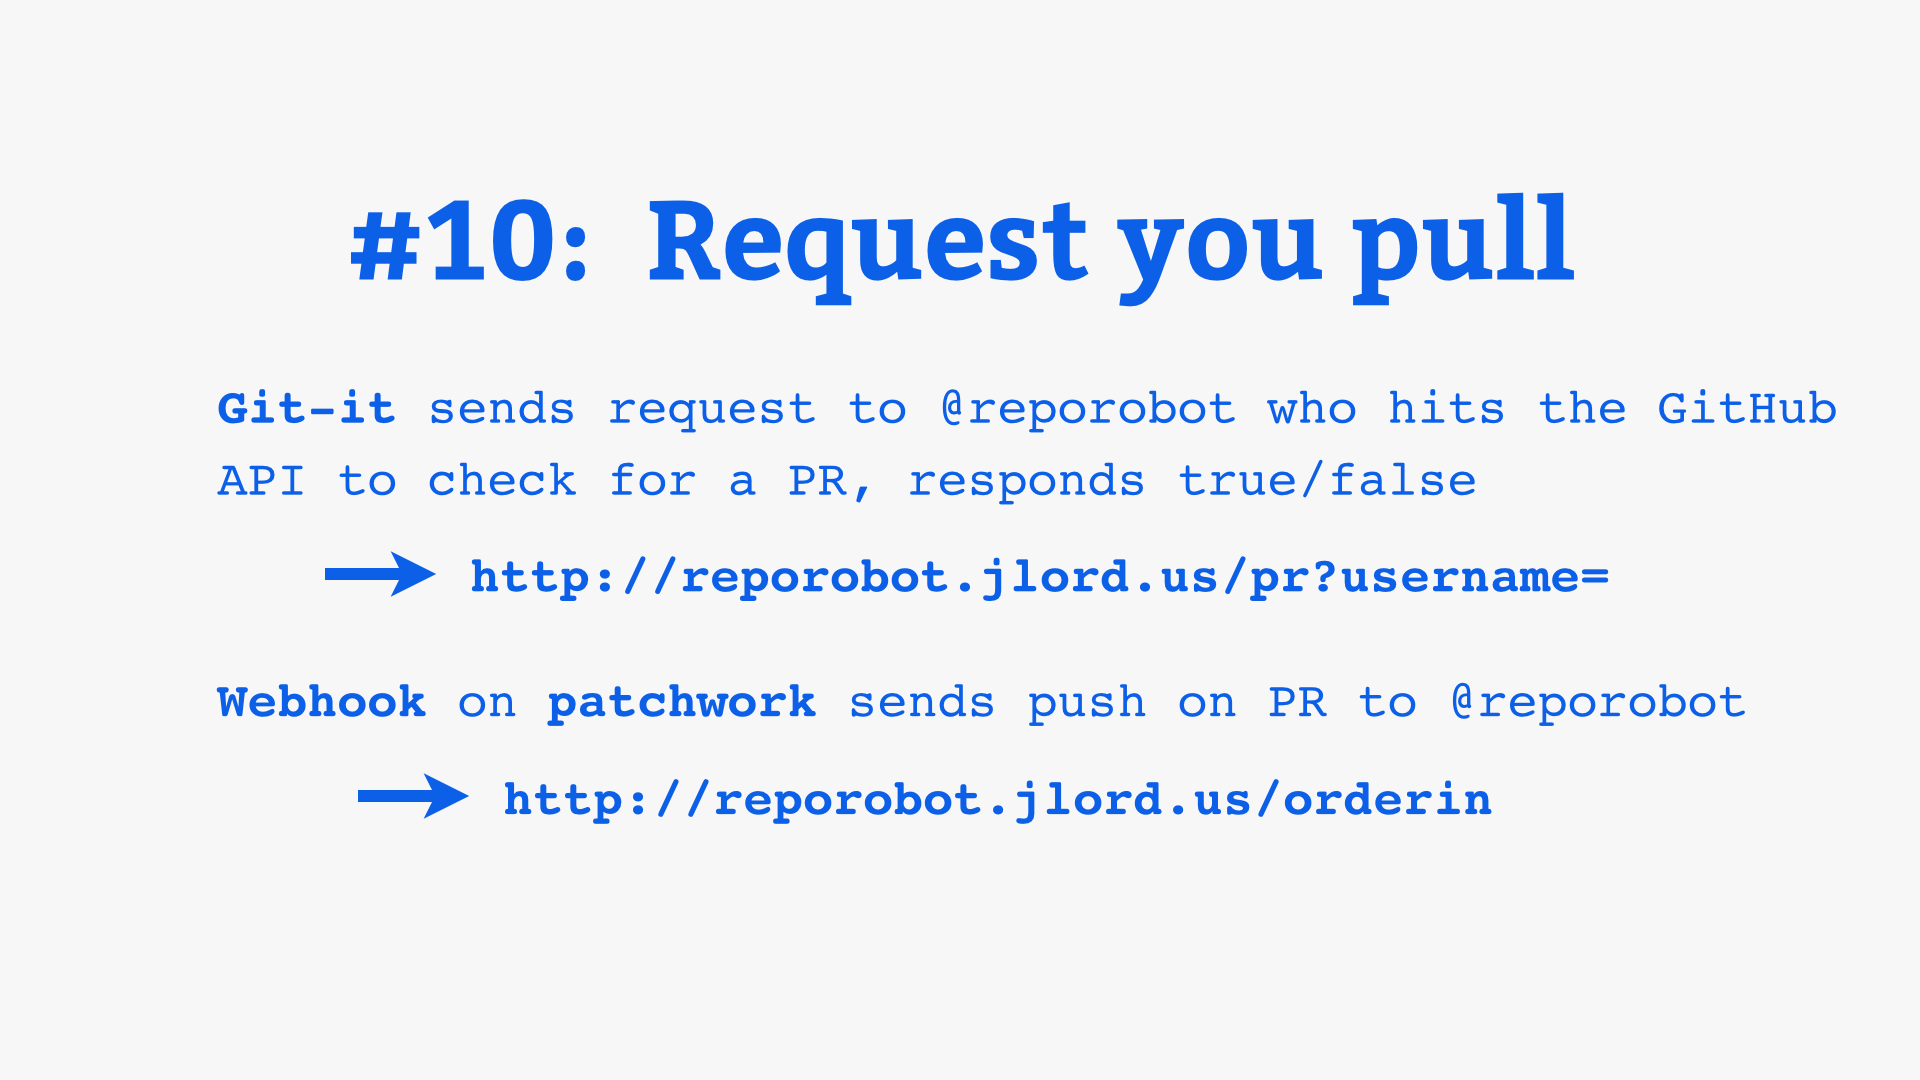 #10: Request you pull
Git-it sends request to @reporobot who hits the GitHub
API to check for a PR, responds true/false
http://reporobot.jlord.us/pr?username=
Webhook on patchwork sends push on PR to @reporobot
http://reporobot.jlord.us/orderin